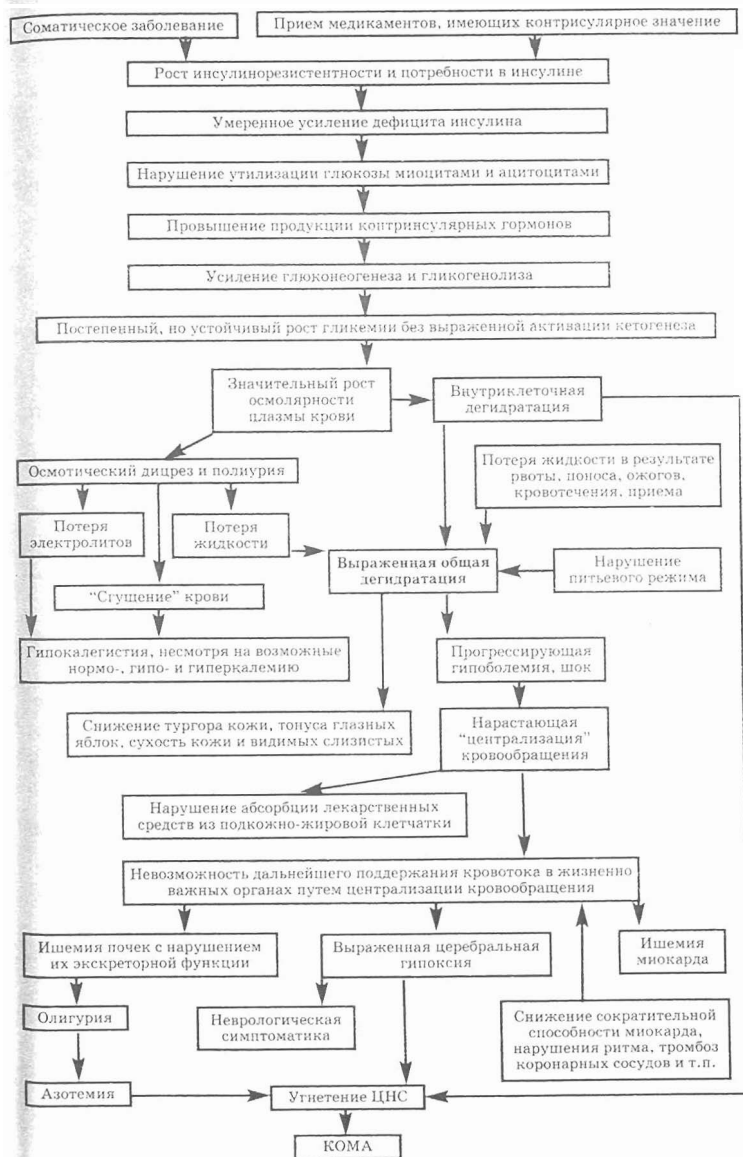 Соматическое заболевание
Прием медикаментов, имеющих контрисулярное значение
Рост инсулинорезистентности и потребности в инсулине
Умеренное усиление дефицита инсулина
Нарушение утилизации глюкозы миоцитами и ацитоцитами
Провышение продукции контринсулярных гормонов
Усиление глюконеогенеза и гликогенолиза
Постепенный, но устойчивый рост гликемии без выраженной активации кетогенеза
Значительный рост
осмолярности
плазмы крови
Внутриклеточная
дегидратация
Осмотический дицрез и полиурия
Потеря жидкости в результате
рвоты, поноса, ожогов,
кровотечения, приема
Потеря
электролитов
Потеря
жидкости
Выраженная общая
дегидратация
Нарушение
питьевого режима
"Сгушение" крови
Гипокалегистия, несмотря на возможные
нормо-, гипо- и гиперкалемию
Прогрессирующая
гипоболемия, шок
Снижение тургора кожи, тонуса глазных
яблок, сухость кожи и видимых слизистых
Нарастающая
"централизация"
кровообращения
Нарушение абсорбции лекарственных
средств из подкожно-жировой клетчатки
Невозможность дальнейшего поддержания кровотока в жизненно
важных органах путем централизации кровообращения
Ишемия почек с нарушением
их экскреторной функции
Выраженная церебральная
гипоксия
Ишемия
миокарда
Олигурия
Неврологическая
симптоматика
Снижение сократительной
способности миокарда,
нарушения ритма, тромбоз
коронарных сосудов и т.п.
Азотемия
Угнетение ЦНС
КОМА